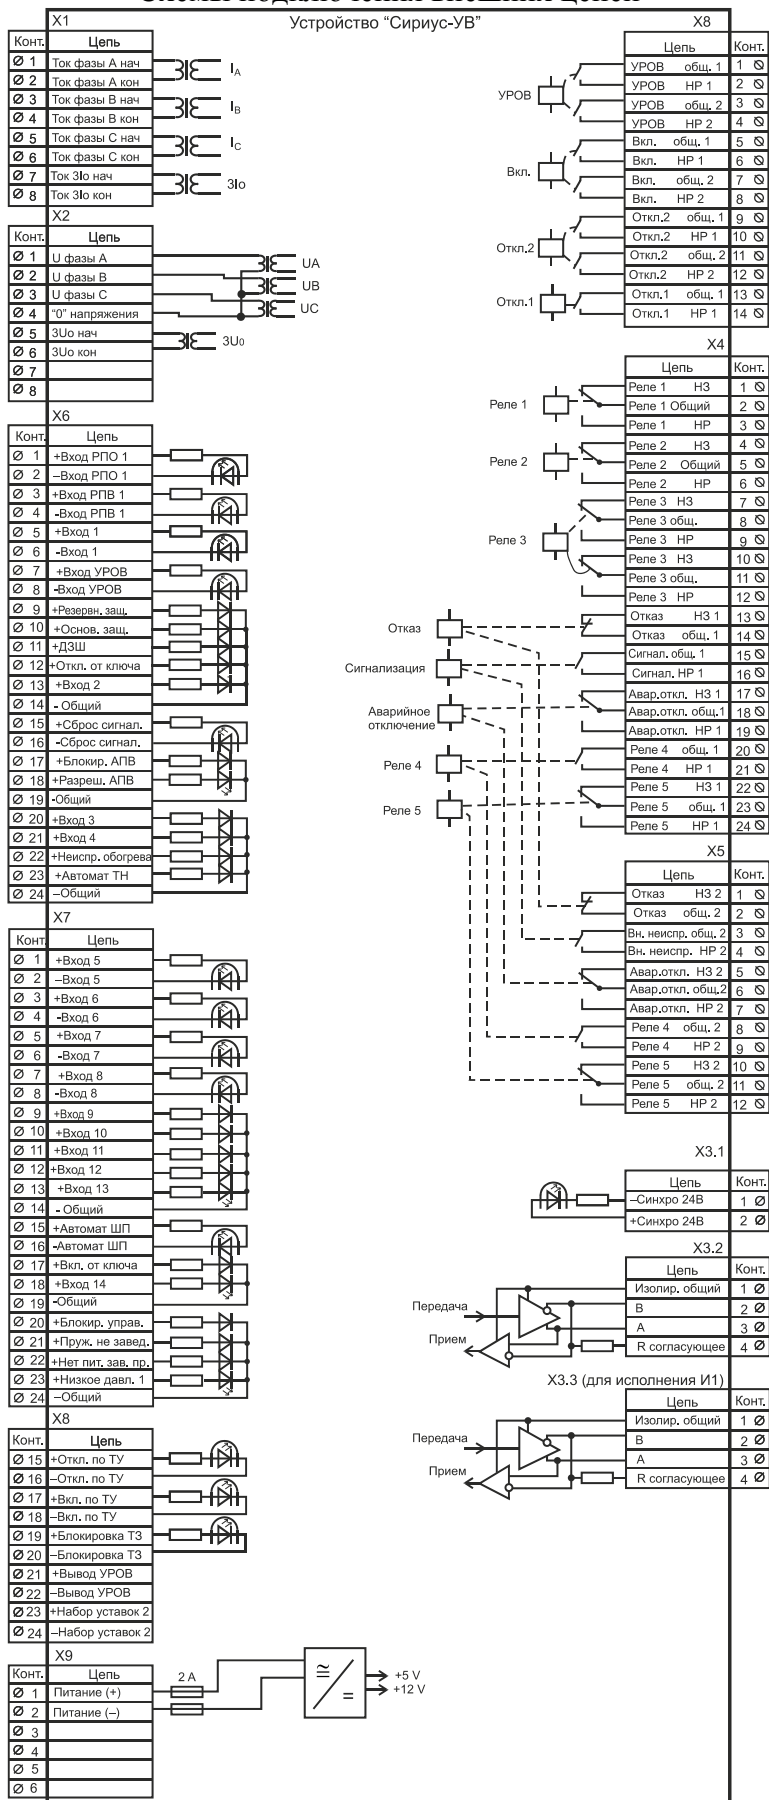 Схемы подключения внешних цепей
Устройство “Сириус-УВ”
X1
Конт. Цепь
1 Ток фазы А нач
2 Ток фазы А кон
IA
3 Ток фазы В нач
4 Ток фазы В кон
IB
5 Ток фазы С нач
6 Ток фазы С кон
IC
7 Ток 3Iо нач
8 Ток 3Iо кон
3Iо
X2
Конт. Цепь
1 U фазы А
2 U фазы В
3 U фазы С
4 “0” напряжения
UA
UB
UC
5 3Uо нач
6 3Uо кон
3U0
7
8
X6
Конт. Цепь
1 +Вход РПО 1
2 –Вход РПО 1
3 +Вход РПВ 1
4 -Вход РПВ 1
5 +Вход 1
6 -Вход 1
7 +Вход УРОВ
8 -Вход УРОВ
9 +Резервн. защ.
10 +Основ. защ.
11 +ДЗШ
12 +Откл. от ключа
13 +Вход 2
14 - Общий
15 +Сброс сигнал.
16 -Сброс сигнал.
17 +Блокир. АПВ
18 +Разреш. АПВ
19 -Общий
20 +Вход 3
21 +Вход 4
22 +Неиспр. обогрева
23 +Автомат ТН
24 –Общий
X7
Конт. Цепь
1 +Вход 5
2 –Вход 5
3 +Вход 6
4 -Вход 6
5 +Вход 7
6 -Вход 7
7 +Вход 8
8 -Вход 8
9 +Вход 9
10 +Вход 10
11 +Вход 11
12 +Вход 12
13 +Вход 13
14 - Общий
15 +Автомат ШП
16 -Автомат ШП
17 +Вкл. от ключа
18 +Вход 14
19 -Общий
20 +Блокир. управ.
21 +Пруж. не завед.
22 +Нет пит. зав. пр.
23 +Низкое давл. 1
24 –Общий
X8
Конт. Цепь
15 +Откл. по ТУ
16 –Откл. по ТУ
17 +Вкл. по ТУ
18 –Вкл. по ТУ
19 +Блокировка ТЗ
20 –Блокировка ТЗ
21 +Вывод УРОВ
22 –Вывод УРОВ
23 +Набор уставок 2
24 –Набор уставок 2
X9
Конт. Цепь
1 Питание (+)
2 Питание (–)
3
4
5
6
2 А
≅
=
+5 V
+12 V
X8
Цепь Конт.
УРОВ общ. 1 1
УРОВ НР 1 2
УРОВ общ. 2 3
УРОВ НР 2 4
УРОВ
Вкл. общ. 1 5
Вкл. НР 1 6
Вкл. общ. 2 7
Вкл. НР 2 8
Вкл.
Откл.2 общ. 1 9
Откл.2 НР 1 10
Откл.2 общ. 2 11
Откл.2 НР 2 12
Откл.2
Откл.1 общ. 1 13
Откл.1 НР 1 14
Откл.1
X4
Цепь Конт.
Реле 1 НЗ 1
Реле 1 Общий 2
Реле 1 НР 3
Реле 1
Реле 2 НЗ 4
Реле 2 Общий 5
Реле 2 НР 6
Реле 2
Реле 3 НЗ 7
Реле 3 общ. 8
Реле 3 НР 9
Реле 3 НЗ 10
Реле 3 общ. 11
Реле 3 НР 12
Реле 3
Отказ НЗ 1 13
Отказ общ. 1 14
Сигнал. общ. 1 15
Сигнал. НР 1 16
Авар.откл. НЗ 1 17
Авар.откл. общ.1 18
Авар.откл. НР 1 19
Реле 4 общ. 1 20
Реле 4 НР 1 21
Реле 5 НЗ 1 22
Реле 5 общ. 1 23
Реле 5 НР 1 24
Отказ
Сигнализация
Аварийное
отключение
Реле 4
Реле 5
X5
Цепь Конт.
Отказ НЗ 2 1
Отказ общ. 2 2
Вн. неиспр. общ. 2 3
Вн. неиспр. НР 2 4
Авар.откл. НЗ 2 5
Авар.откл. общ.2 6
Авар.откл. НР 2 7
Реле 4 общ. 2 8
Реле 4 НР 2 9
Реле 5 НЗ 2 10
Реле 5 общ. 2 11
Реле 5 НР 2 12
X3.1
Цепь Конт.
–Синхро 24В 1
+Синхро 24В 2
X3.2
Цепь Конт.
Изолир. общий 1
В 2
А 3
R согласующее 4
Передача
Прием
X3.3 (для исполнения И1)
Цепь Конт.
Изолир. общий 1
В 2
А 3
R согласующее 4
Передача
Прием